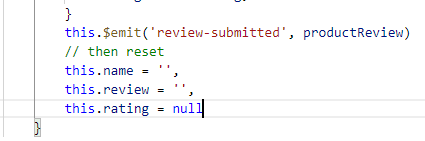 }
this.$emit('review-submitted', productReview)
// then reset
this.name = '',
this.review = '',
this.rating = null
}